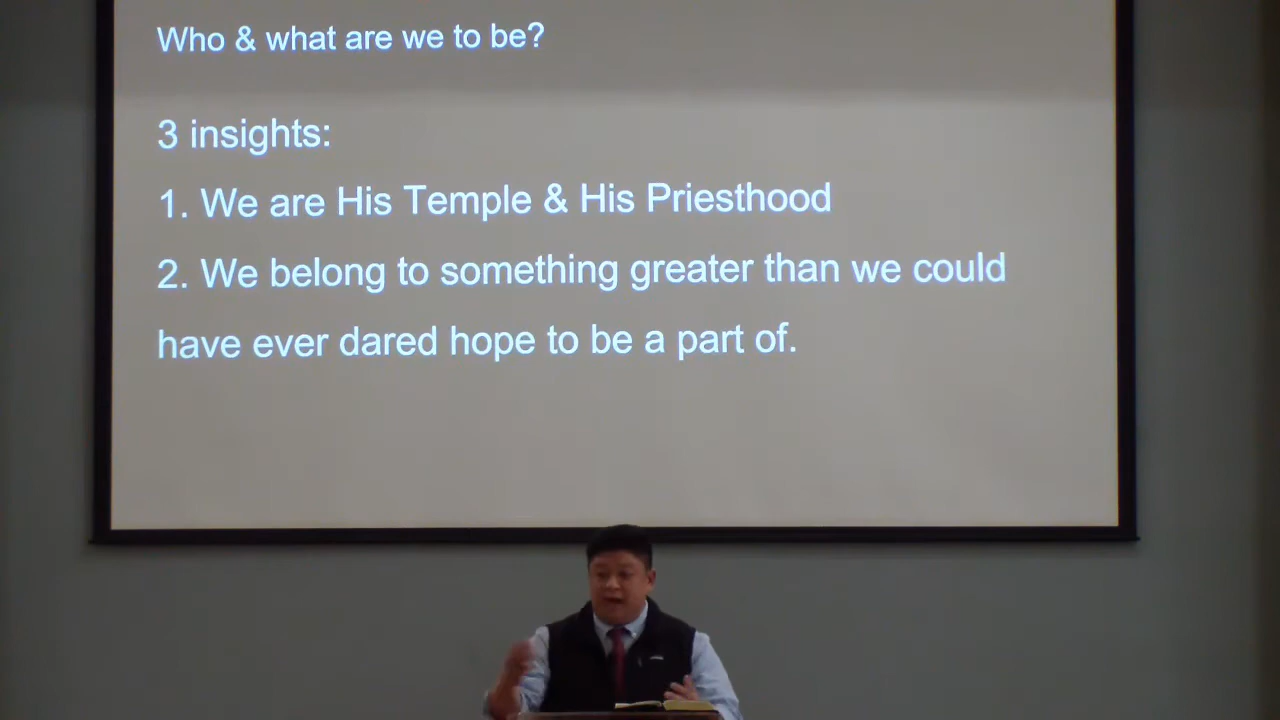 Who & what are we to be?
3 insights:
1. We are His Temple & His Priesthood
2. We belong to something greater than we could
have ever dared hope to be a part of.